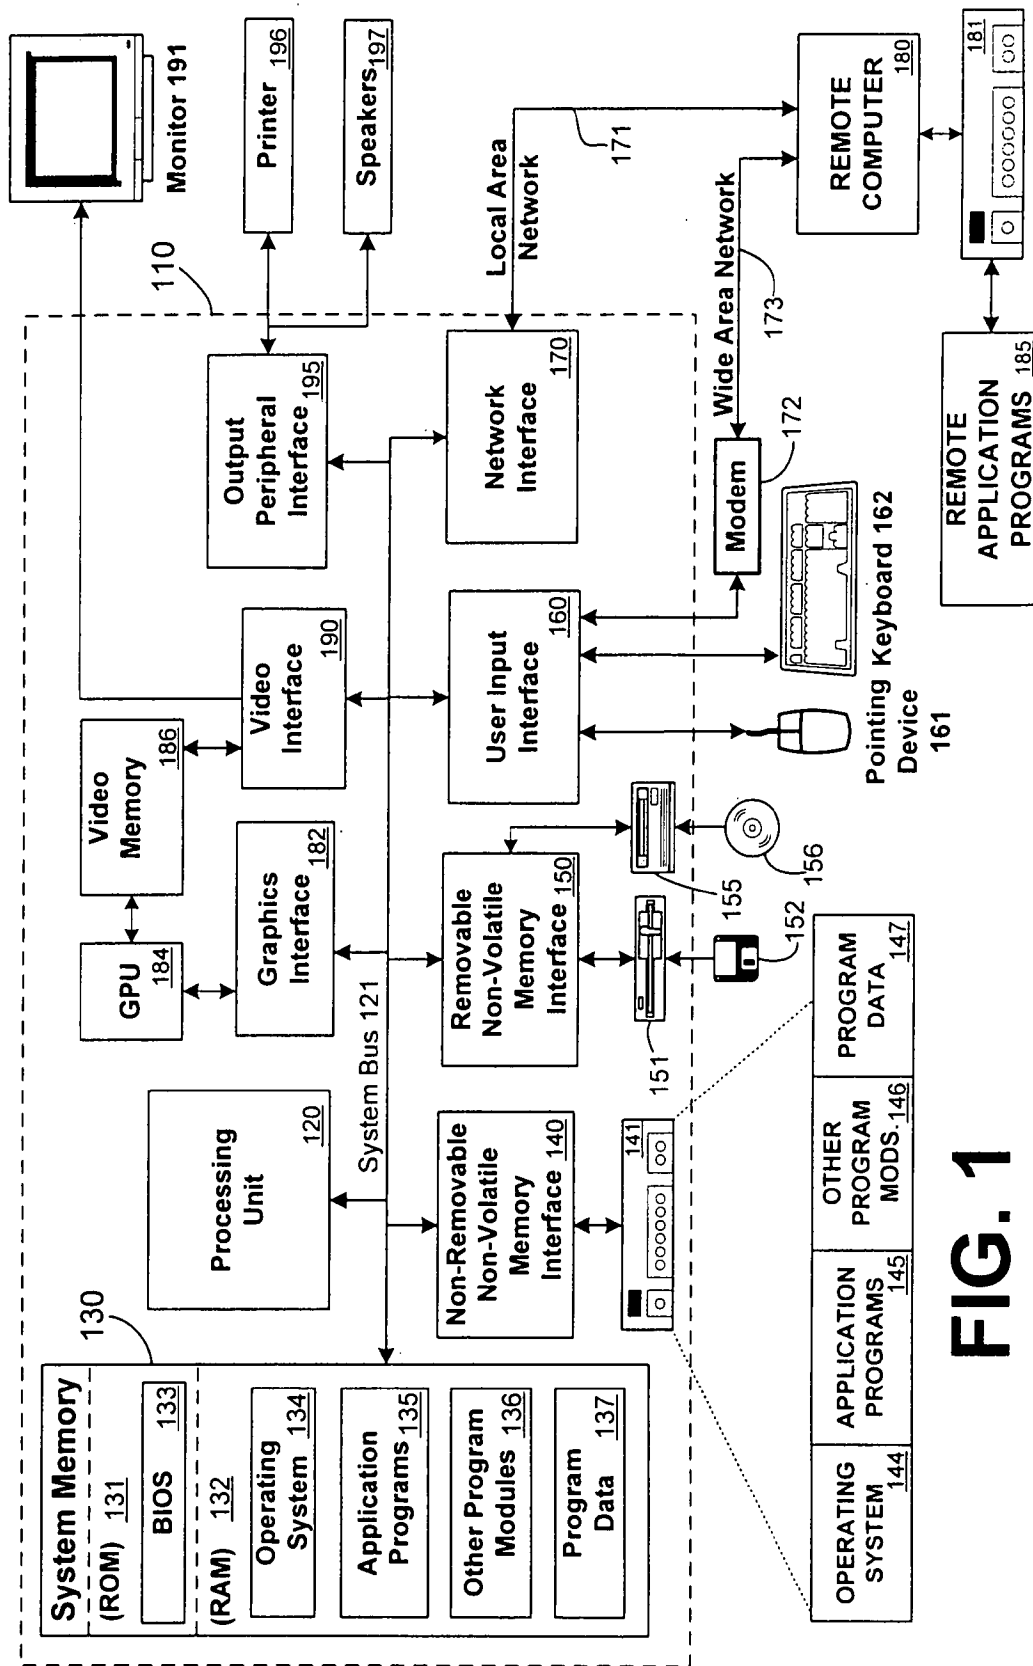 System Memory
130
(ROM) 131
BIOS 133
(RAM) 132
Operating
System 134
Application
Programs 135
Other Program
Modules 136
Program
Data 137
Processing
Unit
120
System Bus 121
GPU
184
Video
Memory
186
Graphics
Interface 182
Video
Interface
190
Output
Peripheral
Interface 195
110
Monitor 191
Printer
196
Speakers
197
Non-Removable
Non-Volatile
Memory
Interface 140
Removable
Non-Volatile
Memory
Interface 150
User Input
Interface
160
Network
Interface
170
Local Area
Network
171
Wide Area Network
173
Modem
172
141
151
152
155
156
Pointing
Device
161
Keyboard 162
REMOTE
COMPUTER
180
181
REMOTE
APPLICATION
PROGRAMS 185
OPERATING
SYSTEM
144
APPLICATION
PROGRAMS
145
OTHER
PROGRAM
MODS. 146
PROGRAM
DATA
147
FIG. 1